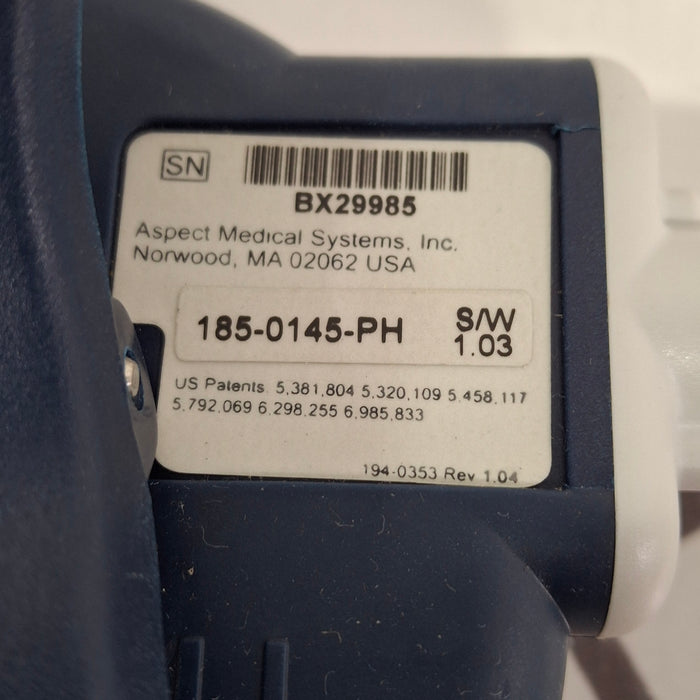 SN
BX29985
Aspect Medical Systems, Inc.
Norwood, MA 02062 USA
185-0145-PH
S/W
1.03
US Patents 5,381,804 5,320,109 5,458,117
5,792,069 6,298,255 6,985,833
194-0353 Rev 1.04